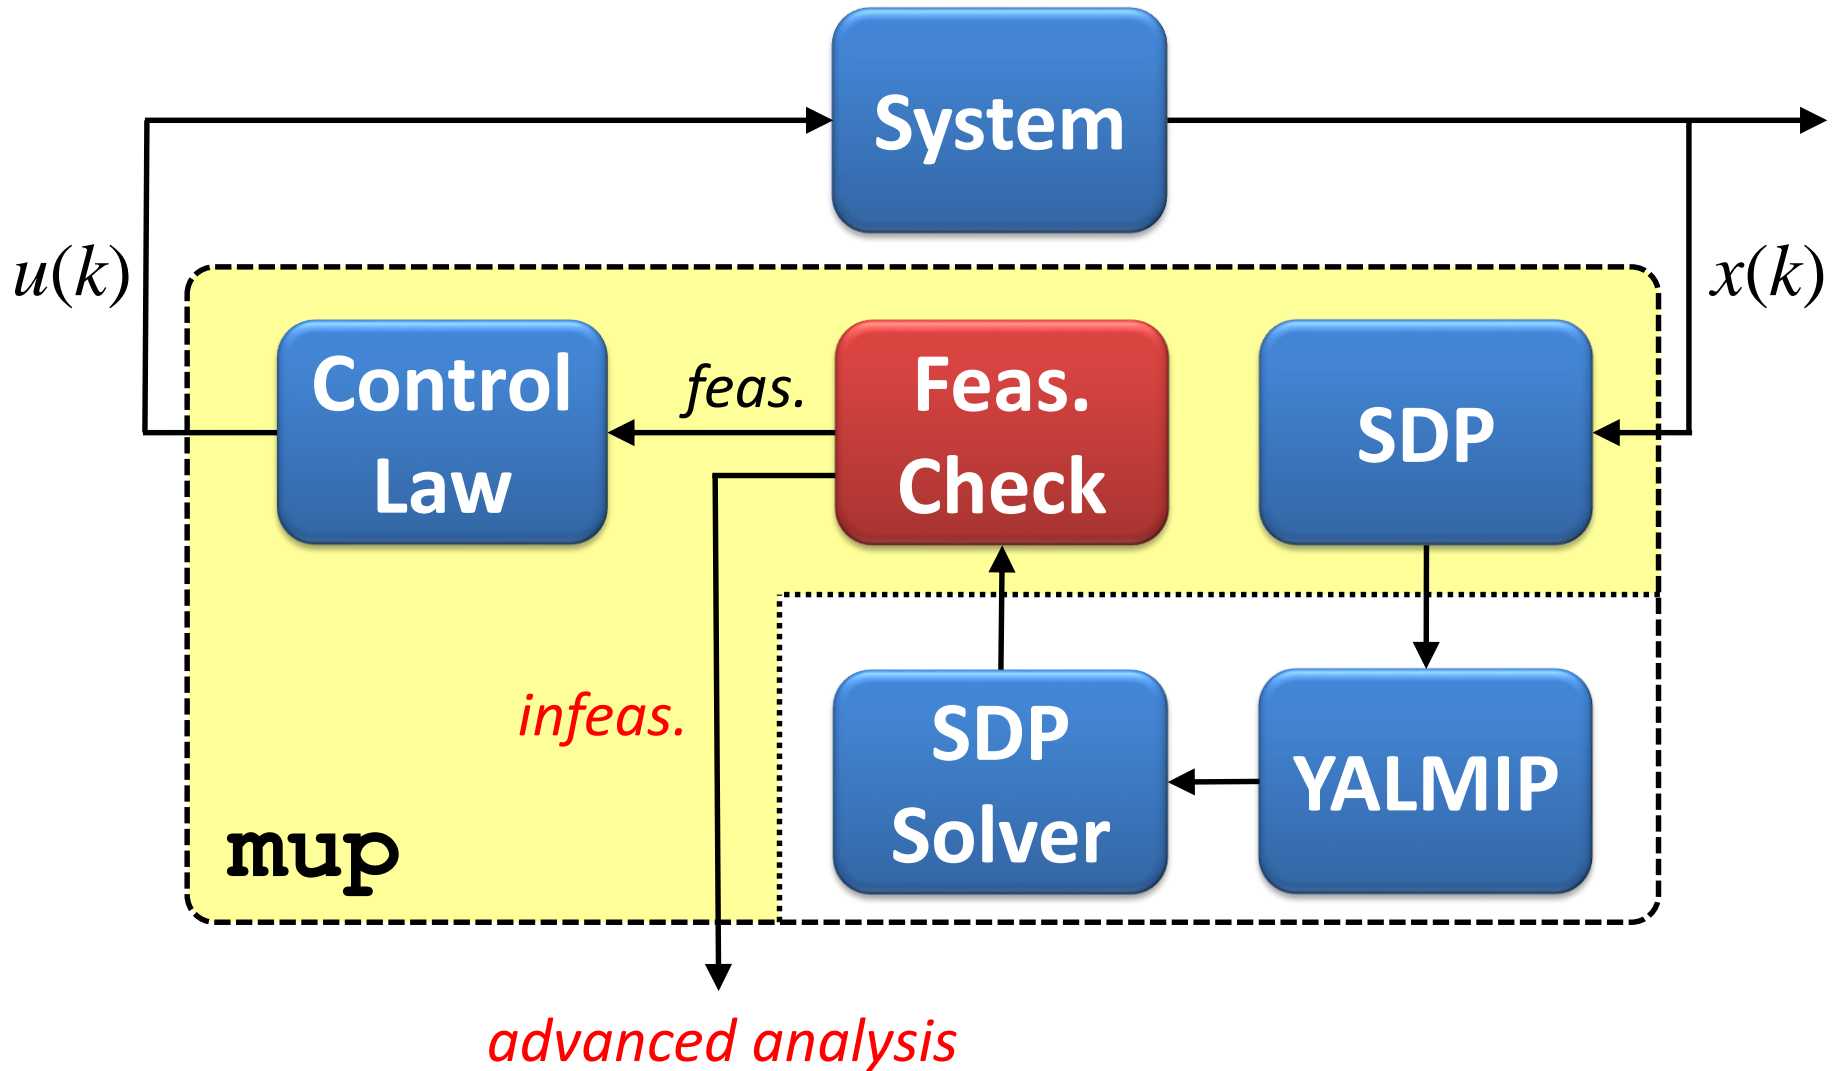 System
u(k)
x(k)
Control
Law
feas.
Feas.
Check
SDP
infeas.
SDP
Solver
YALMIP
mup
advanced analysis